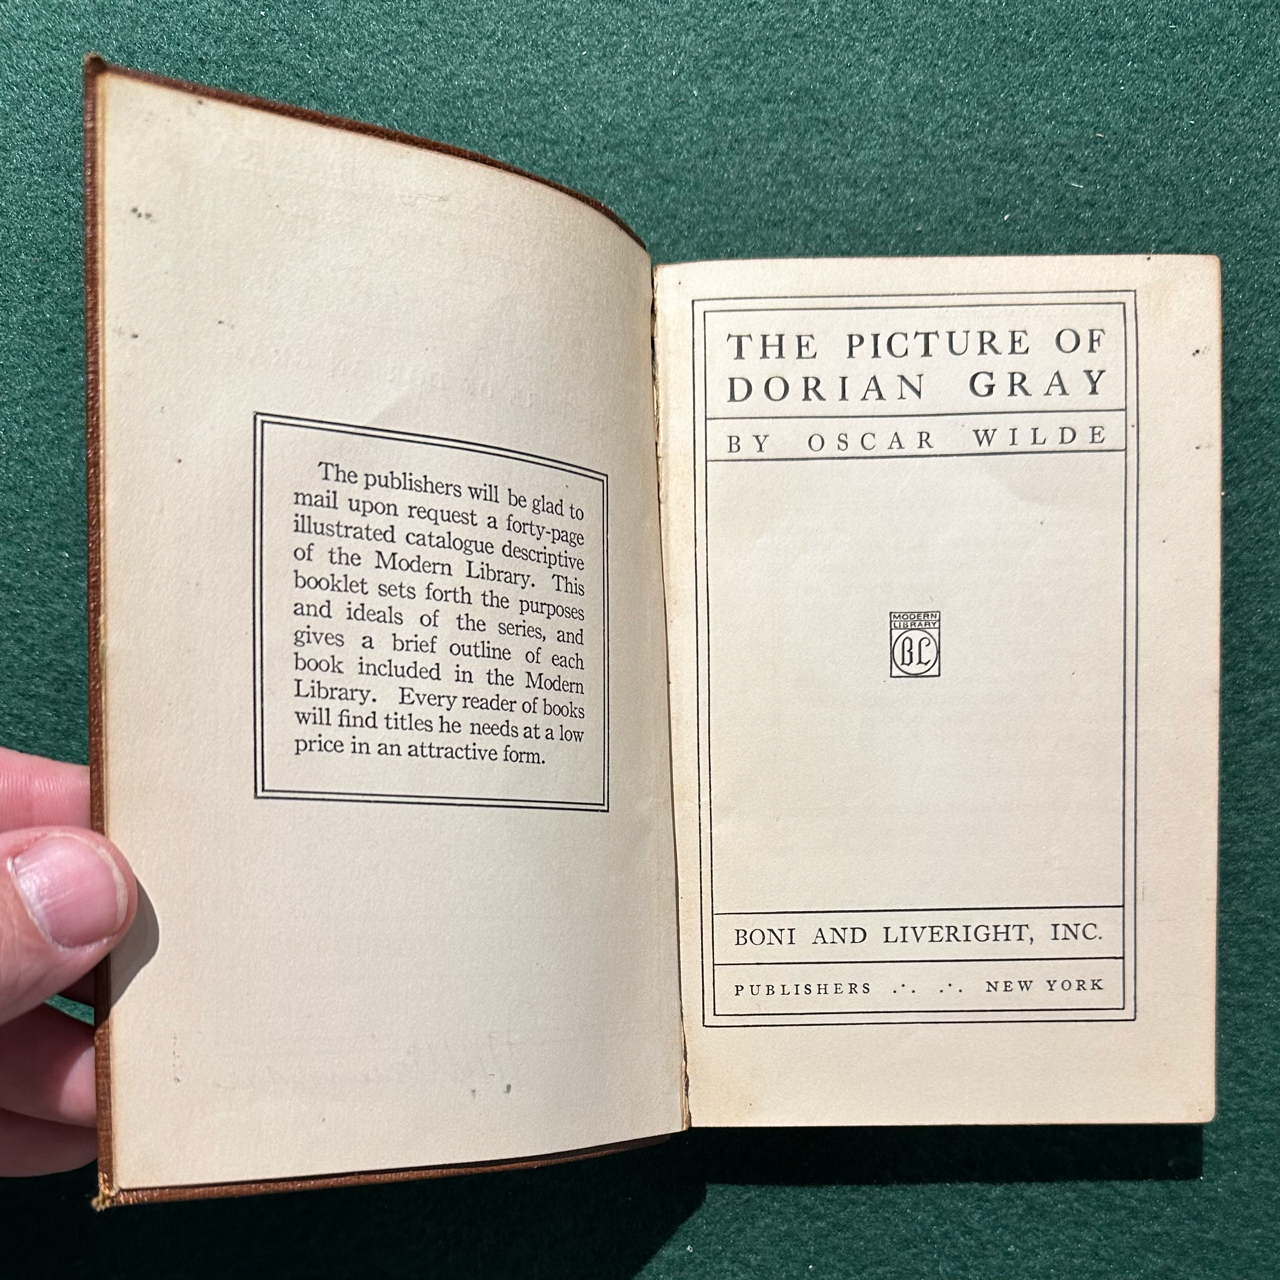 The publishers will be glad to
mail upon request a forty-page
illustrated catalogue descriptive
of the Modern Library. This
booklet sets forth the purposes
and ideals of the series, and
gives a brief outline of each
book included in the Modern
Library. Every reader of books
will find titles he needs at a low
price in an attractive form.
THE PICTURE OF
DORIAN GRAY
BY OSCAR WILDE
MODERN
LIBRARY
BL
BONI AND LIVERIGHT, INC.
PUBLISHERS .·. .·. NEW YORK